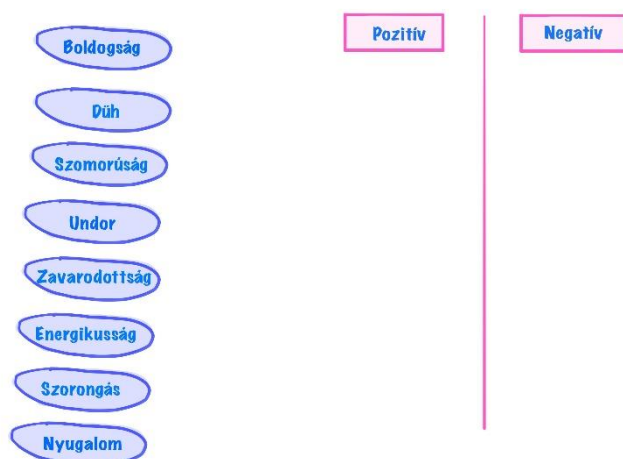 Boldogság
Pozitív
Negatív
Düh
Szomorúság
Undor
Zavarodottság
Energikusság
Szorongás
Nyugalom